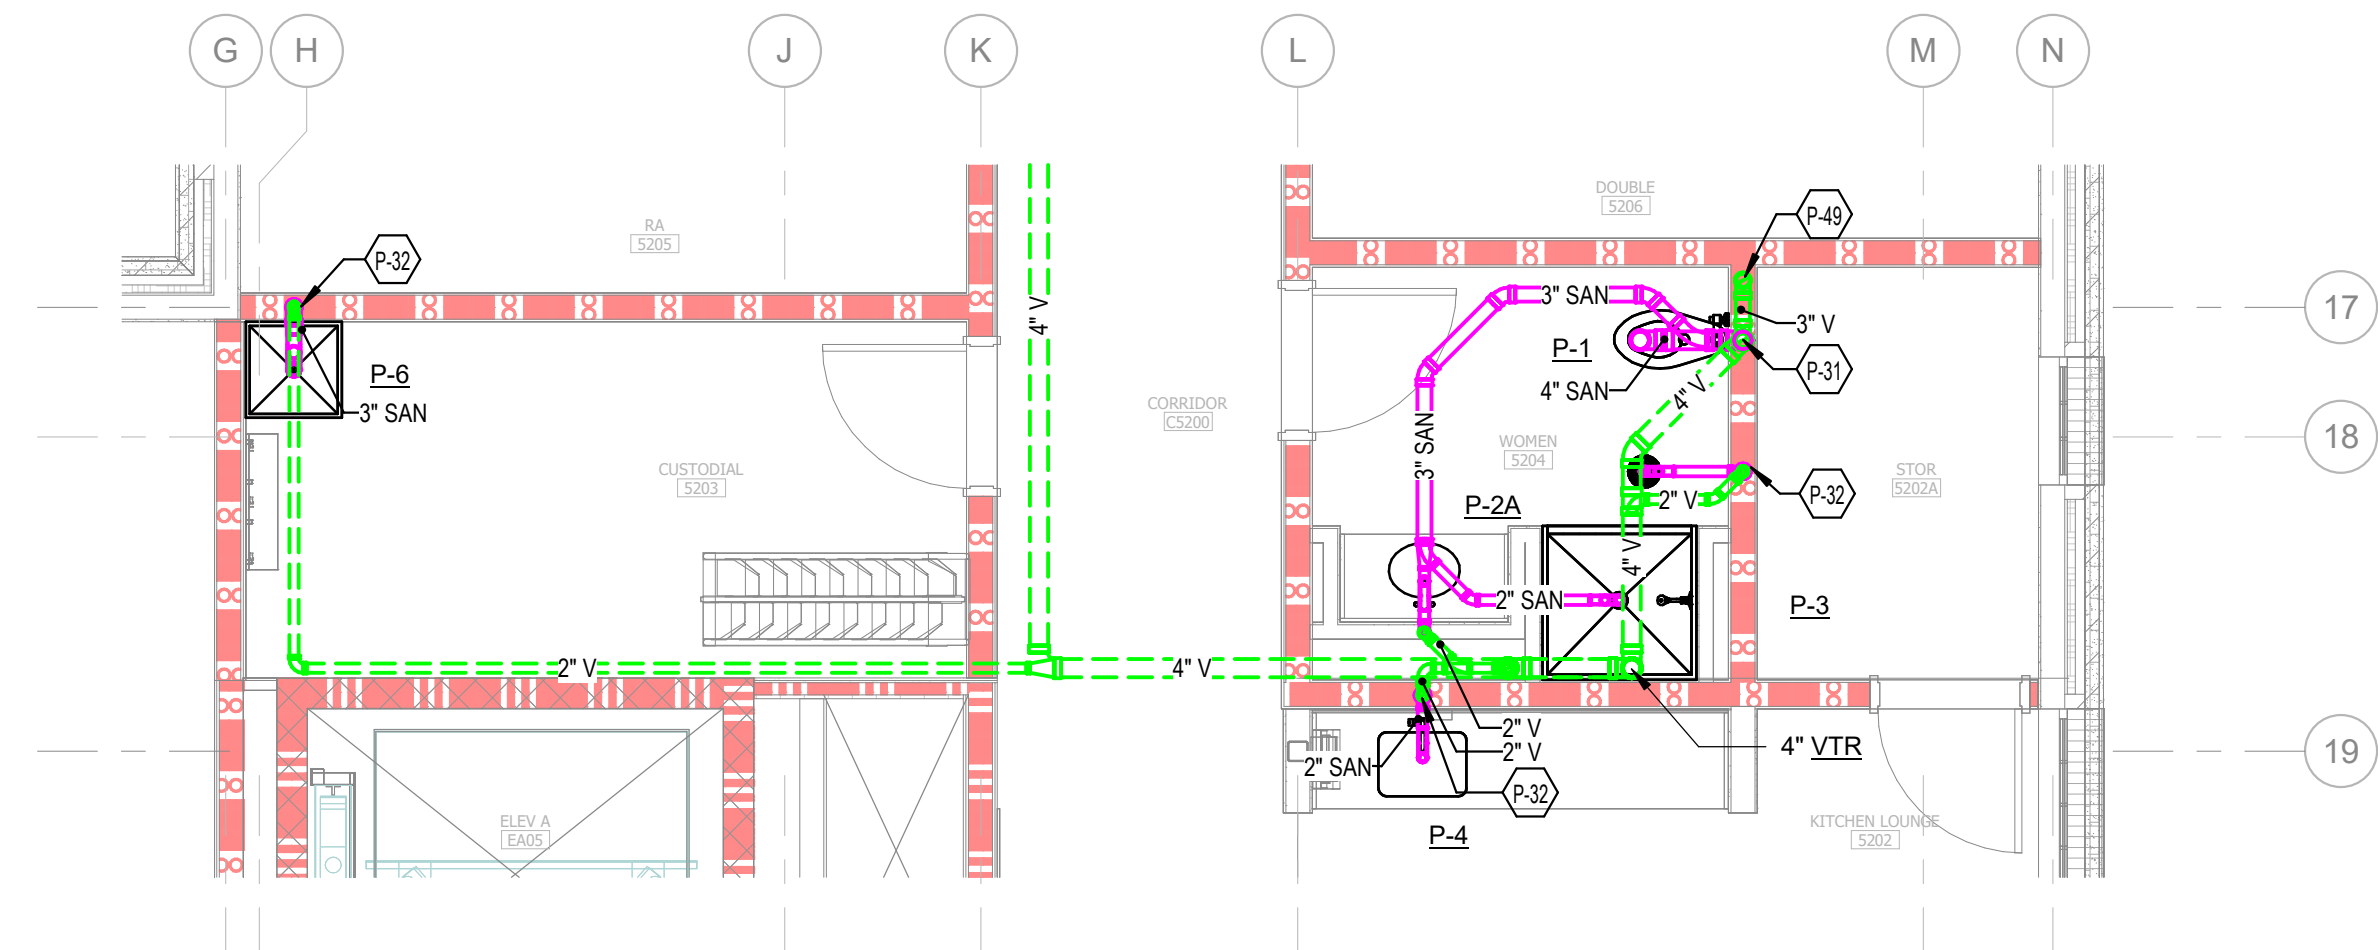 G
H
J
K
L
M
N
DOUBLE
5206
P-49
RA
5205
P-32
3" SAN
4" V
3" V
17
P-1
P-31
P-6
4" SAN
4" V
3" SAN
CORRIDOR
C5200
3" SAN
WOMEN
5204
18
CUSTODIAL
5203
STOR
5202A
P-2A
2" V
P-32
4" V
2" SAN
P-3
2" V
4" V
2" V
2" V
4" VTR
19
2" SAN
P-32
ELEV A
EA05
P-4
KITCHEN LOUNGE
5202